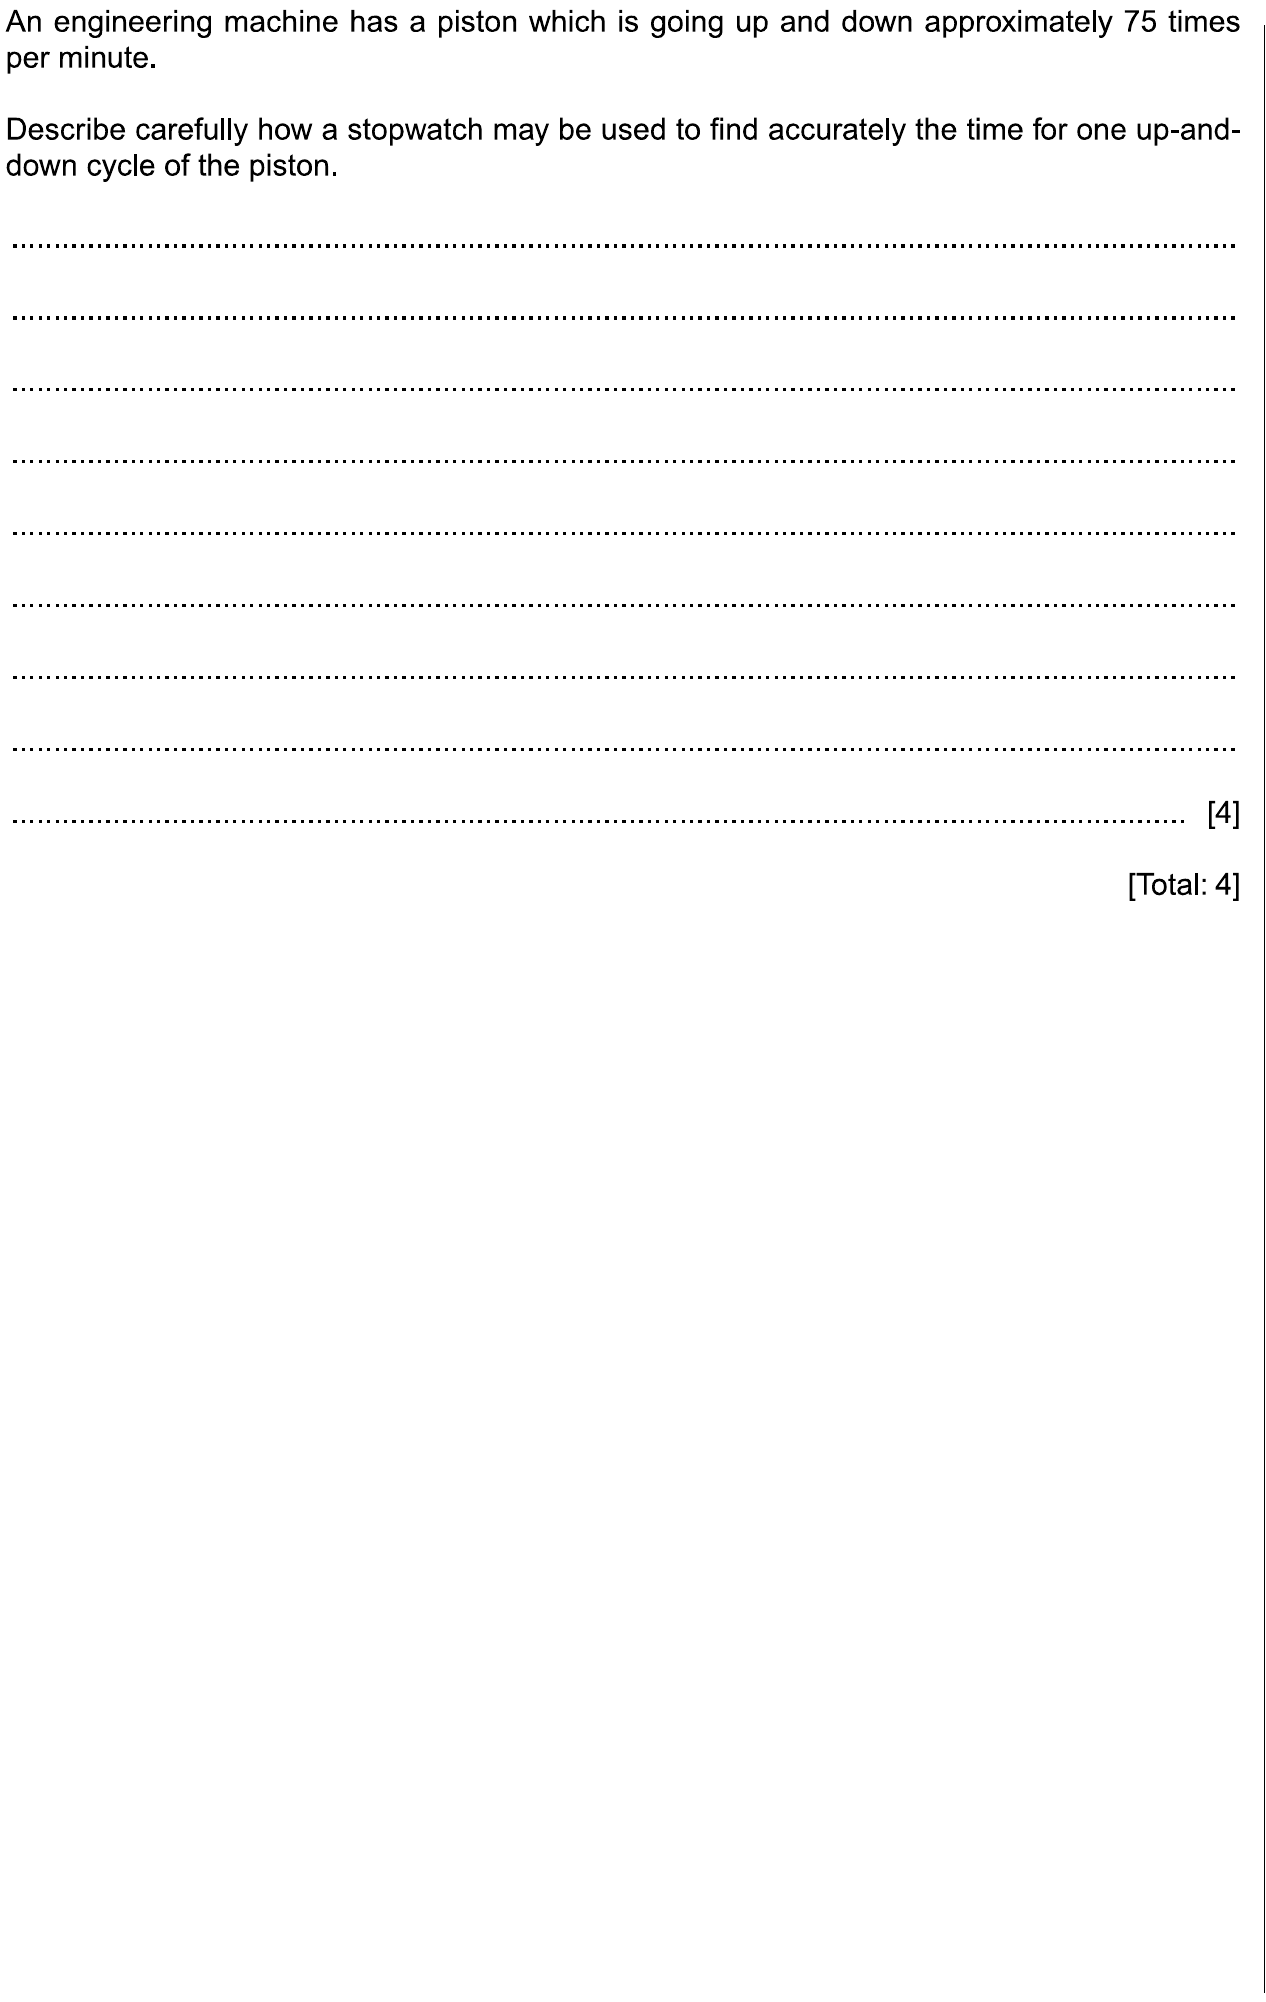 An engineering machine has a piston which is going up and down approximately 75 times
per minute.
Describe carefully how a stopwatch may be used to find accurately the time for one up-and-
down cycle of the piston.
..........................................................................................
..........................................................................................
..........................................................................................
..........................................................................................
..........................................................................................
..........................................................................................
..........................................................................................
..........................................................................................
.................................................................................... [4]
[Total: 4]